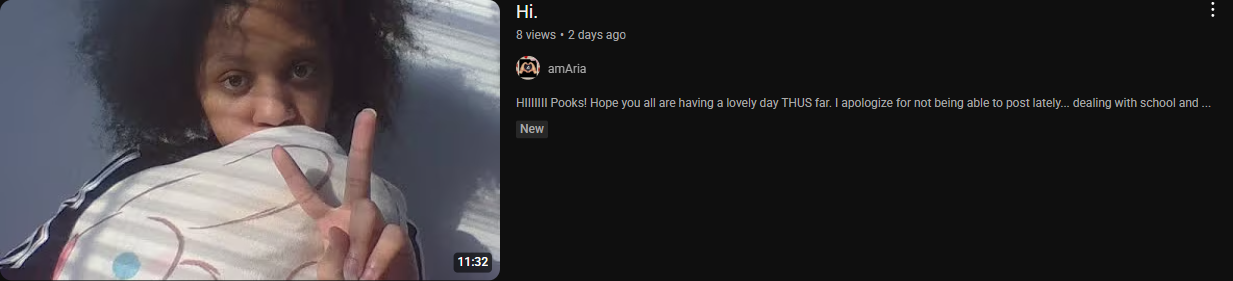 Hi.
8 views • 2 days ago
amAria
HIIIIIII Pooks! Hope you all are having a lovely day THUS far. I apologize for not being able to post lately... dealing with school and ...
New
11:32